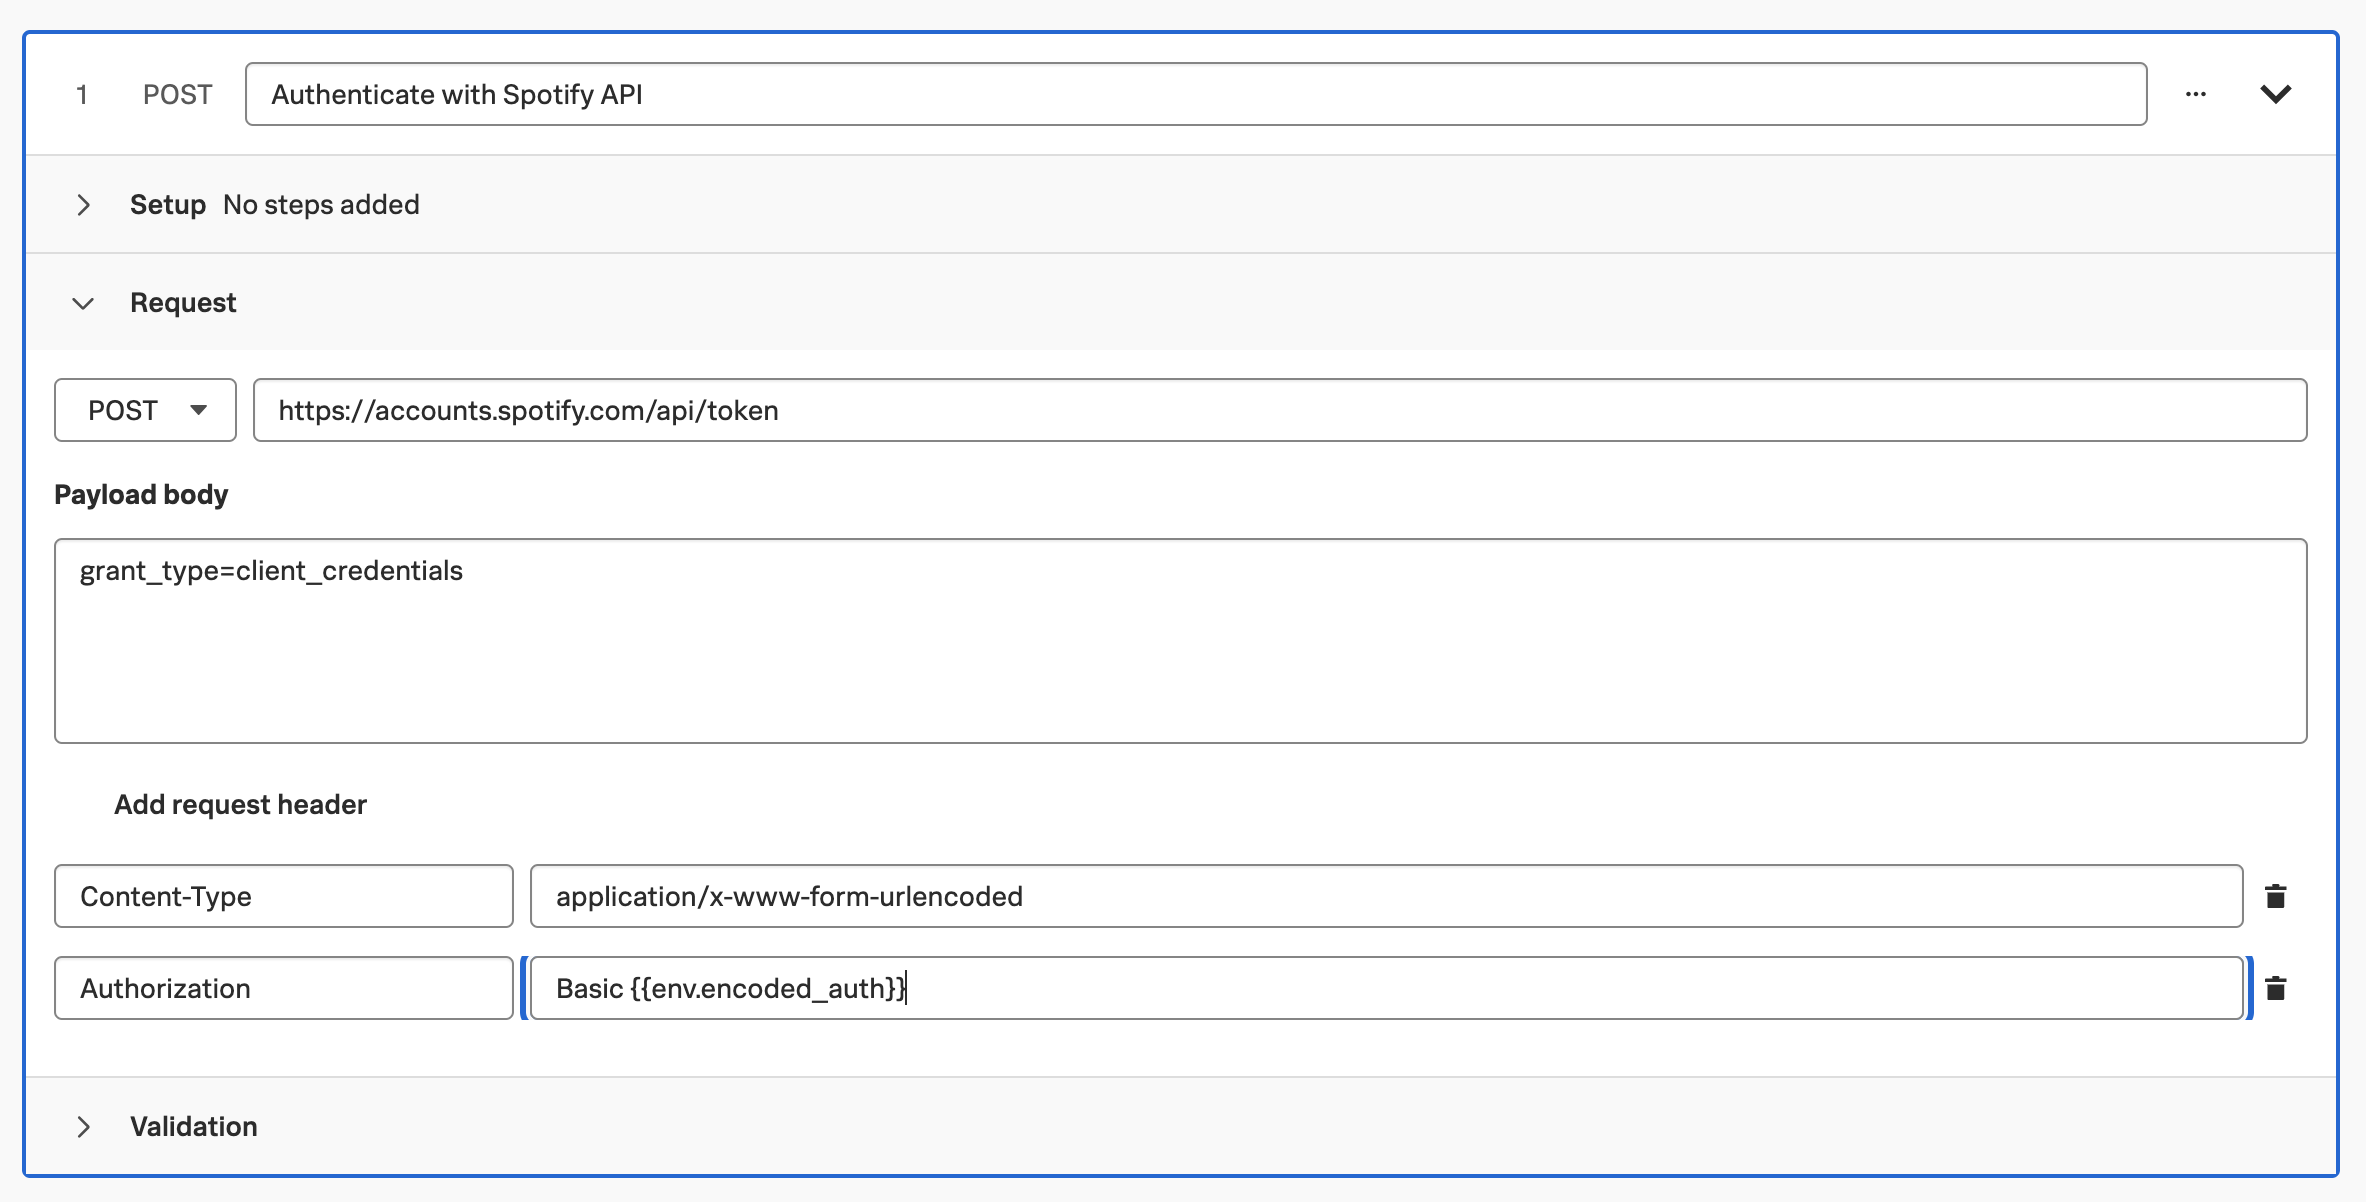 1 POST Authenticate with Spotify API ...
Setup No steps added
Request
POST https://accounts.spotify.com/api/token
Payload body
grant_type=client_credentials
Add request header
Content-Type application/x-www-form-urlencoded
Authorization Basic {{env.encoded_auth}}
Validation